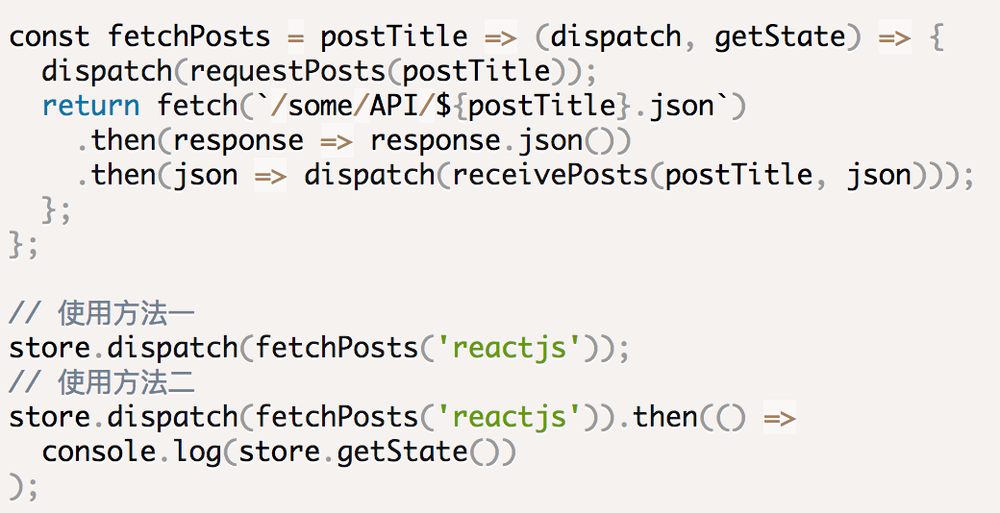 const fetchPosts = postTitle => (dispatch, getState) => {
  dispatch(requestPosts(postTitle));
  return fetch(`/some/API/${postTitle}.json`)
    .then(response => response.json())
    .then(json => dispatch(receivePosts(postTitle, json)));
  };
};

// 使用方法一
store.dispatch(fetchPosts('reactjs'));
// 使用方法二
store.dispatch(fetchPosts('reactjs')).then(() =>
  console.log(store.getState())
);